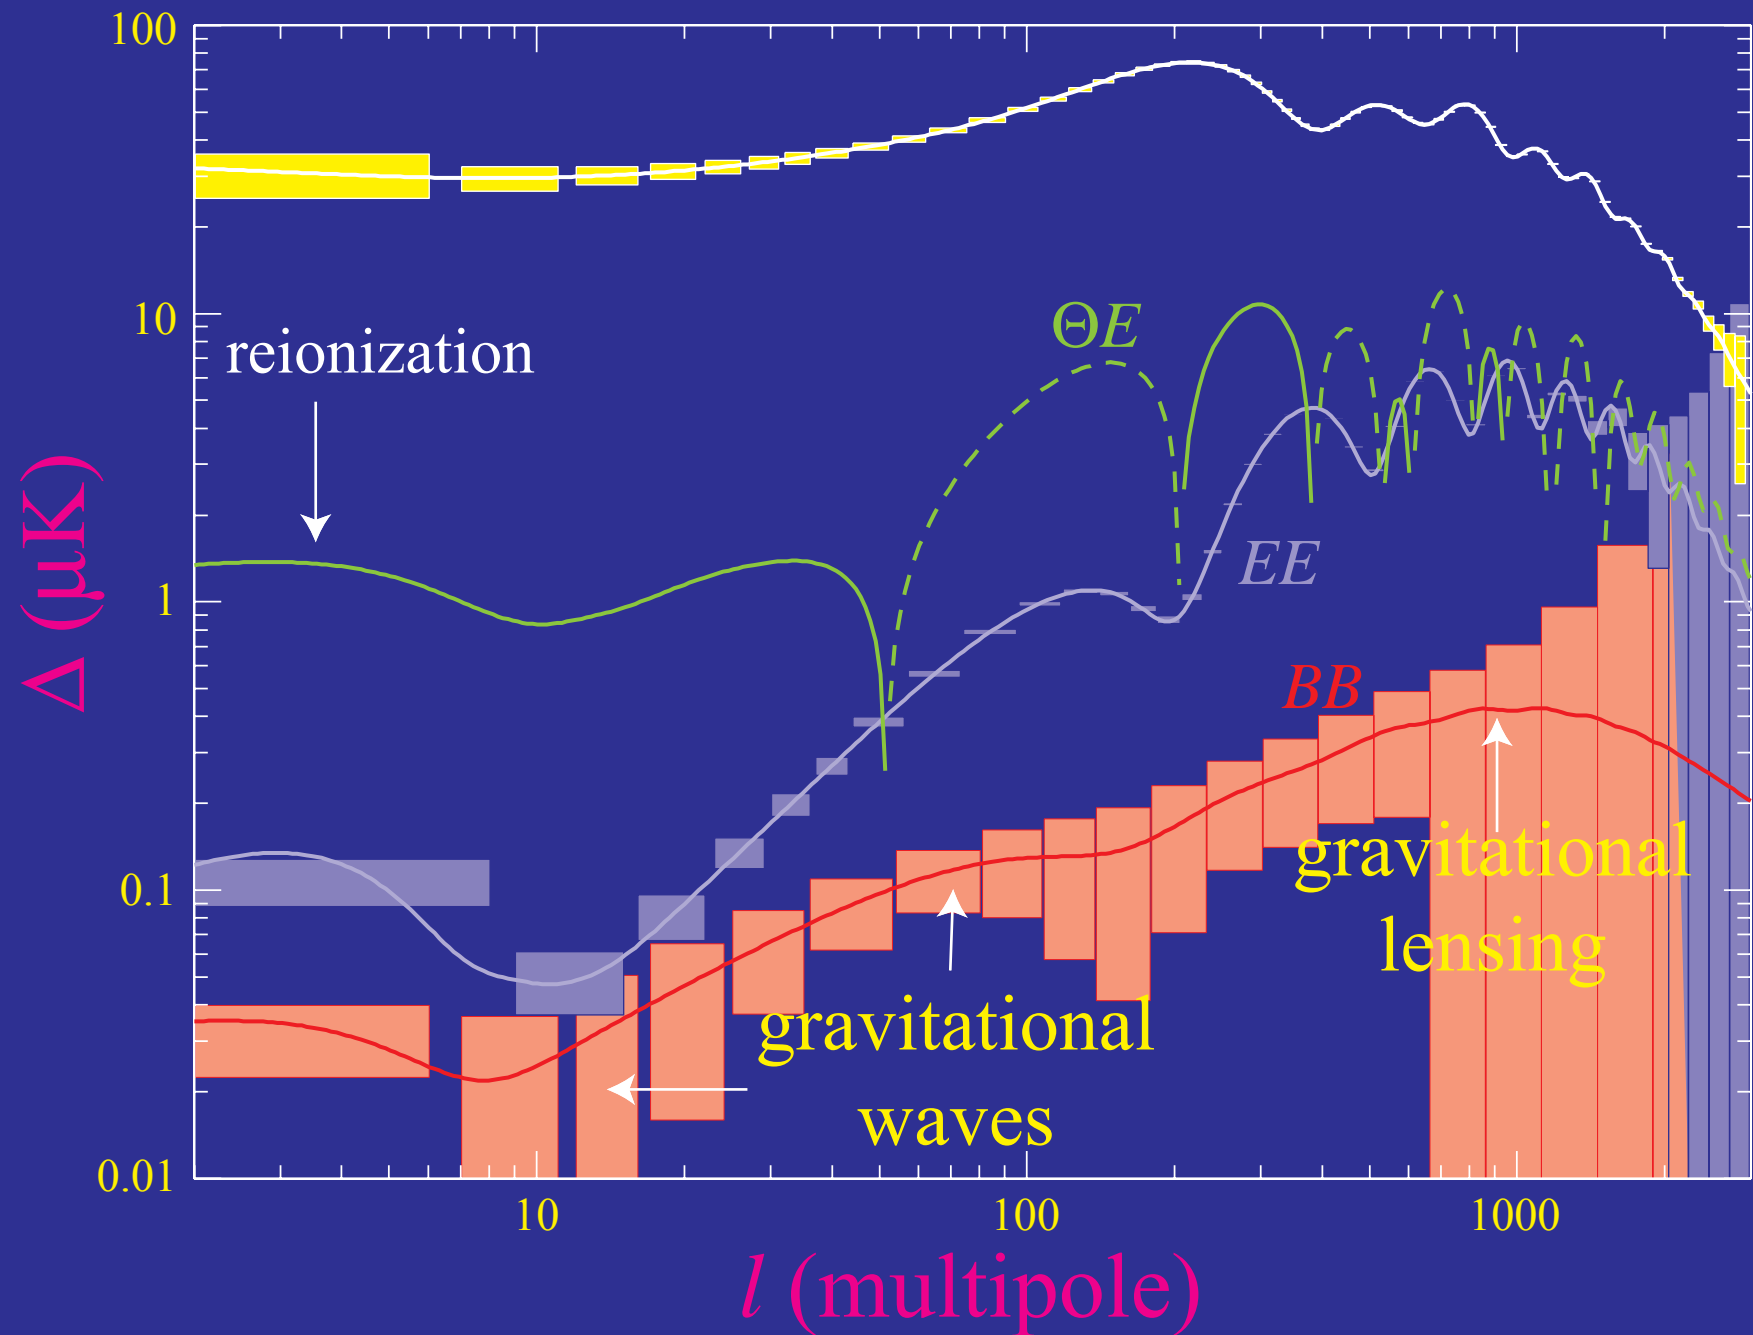 100
10
1
0.1
0.01
Δ (μK)
reionization
ΘE
EE
BB
gravitational
lensing
gravitational
waves
10
100
1000
l (multipole)